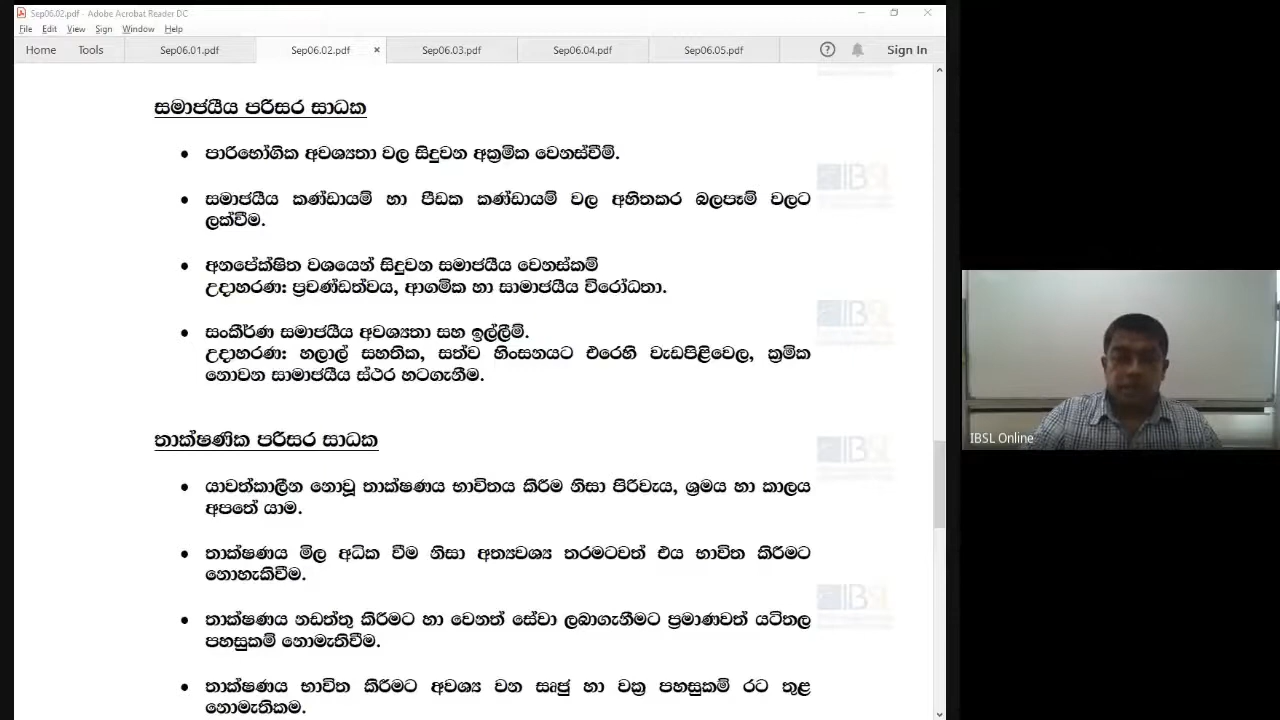 Sep06.02.pdf - Adobe Acrobat Reader DC
File Edit View Sign Window Help
Home Tools Sep06.01.pdf Sep06.02.pdf × Sep06.03.pdf Sep06.04.pdf Sep06.05.pdf Sign In
සමාජයීය පරිසර සාධක
• පාරිභෝගික අවශ්‍යතා වල සිදුවන අක්‍රමික වෙනස්වීම්.
• සමාජයීය කණ්ඩායම් හා පීඩක කණ්ඩායම් වල අහිතකර බලපෑම් වලට
ලක්වීම.
• අනපේක්ෂිත වශයෙන් සිදුවන සමාජයීය වෙනස්කම්
උදාහරණ: ප්‍රචණ්ඩත්වය, ආගමික හා සාමාජයීය විරෝධතා.
• සංකීර්ණ සමාජයීය අවශ්‍යතා සහ ඉල්ලීම්.
උදාහරණ: හලාල් සහතික, සත්ව හිංසනයට එරෙහි වැඩපිළිවෙල, ක්‍රමික
නොවන සාමාජයීය ස්ථර හටගැනීම.
තාක්ෂණික පරිසර සාධක
• යාවත්කාලීන නොවූ තාක්ෂණය භාවිතය කිරීම නිසා පිරිවැය, ශ්‍රමය හා කාලය
අපතේ යාම.
• තාක්ෂණය මිල අධික වීම නිසා අත්‍යවශ්‍ය තරමටවත් එය භාවිත කිරීමට
නොහැකිවීම.
• තාක්ෂණය නඩත්තු කිරීමට හා වෙනත් සේවා ලබාගැනීමට ප්‍රමාණවත් යටිතල
පහසුකම් නොමැතිවීම.
• තාක්ෂණය භාවිත කිරීමට අවශ්‍ය වන සෘජු හා වක්‍ර පහසුකම් රට තුළ
නොමැතිකම.
IBSL
IBSL
IBSL
IBSL
IBSL Online